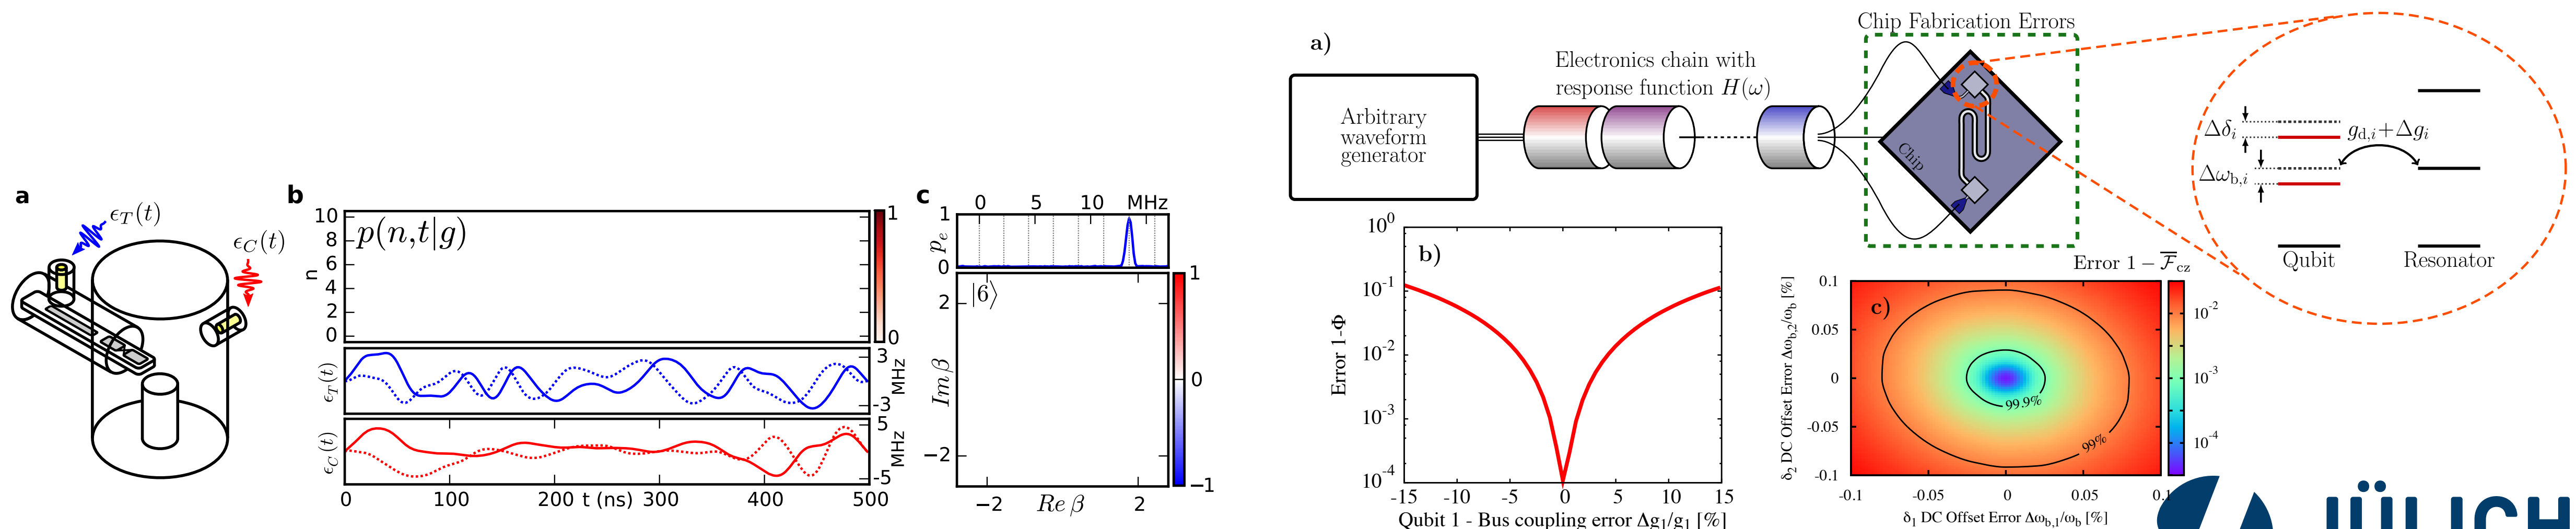 a
ϵ_T(t)
ϵ_C(t)
b
p(n,t|g)
n
10
8
6
4
2
0
1
0
ϵ_T(t)
3
-3
MHz
ϵ_C(t)
5
-5
MHz
0 100 200 t (ns) 300 400 500
c
0 5 10 MHz
p_e
1
0
|6⟩
Im β
2
−2
−2 Re β 2
1
0
−1
a)
Arbitrary
waveform
generator
Electronics chain with
response function H(ω)
Chip Fabrication Errors
Chip
Δδ_i
Δω_b,i
g_d,i+Δg_i
Qubit
Resonator
b)
Error 1-Φ
10^0
10^-1
10^-2
10^-3
10^-4
-15 -10 -5 0 5 10 15
Qubit 1 - Bus coupling error Δg_1/g_1 [%]
Error 1 − F̅_cz
c)
δ_2 DC Offset Error Δω_b,2/ω_b [%]
0.1
0.05
0
-0.05
-0.1
99.9%
99%
10^-2
10^-3
10^-4
-0.1 -0.05 0 0.05 0.1
δ_1 DC Offset Error Δω_b,1/ω_b [%]
JÜLICH